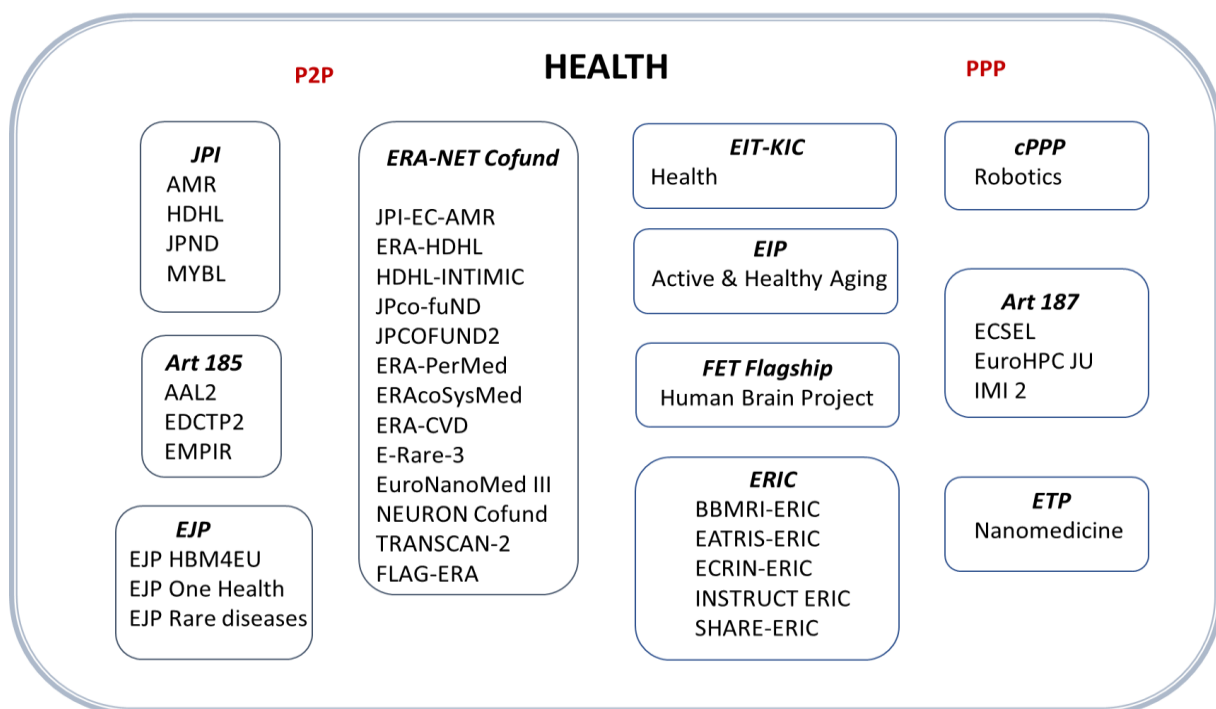 HEALTH
P2P
PPP
JPI
AMR
HDHL
JPND
MYBL
Art 185
AAL2
EDCTP2
EMPIR
EJP
EJP HBM4EU
EJP One Health
EJP Rare diseases
ERA-NET Cofund
JPI-EC-AMR
ERA-HDHL
HDHL-INTIMIC
JPco-fuND
JPCOFUND2
ERA-PerMed
ERAcoSysMed
ERA-CVD
E-Rare-3
EuroNanoMed III
NEURON Cofund
TRANSCAN-2
FLAG-ERA
EIT-KIC
Health
EIP
Active & Healthy Aging
FET Flagship
Human Brain Project
ERIC
BBMRI-ERIC
EATRIS-ERIC
ECRIN-ERIC
INSTRUCT ERIC
SHARE-ERIC
cPPP
Robotics
Art 187
ECSEL
EuroHPC JU
IMI 2
ETP
Nanomedicine